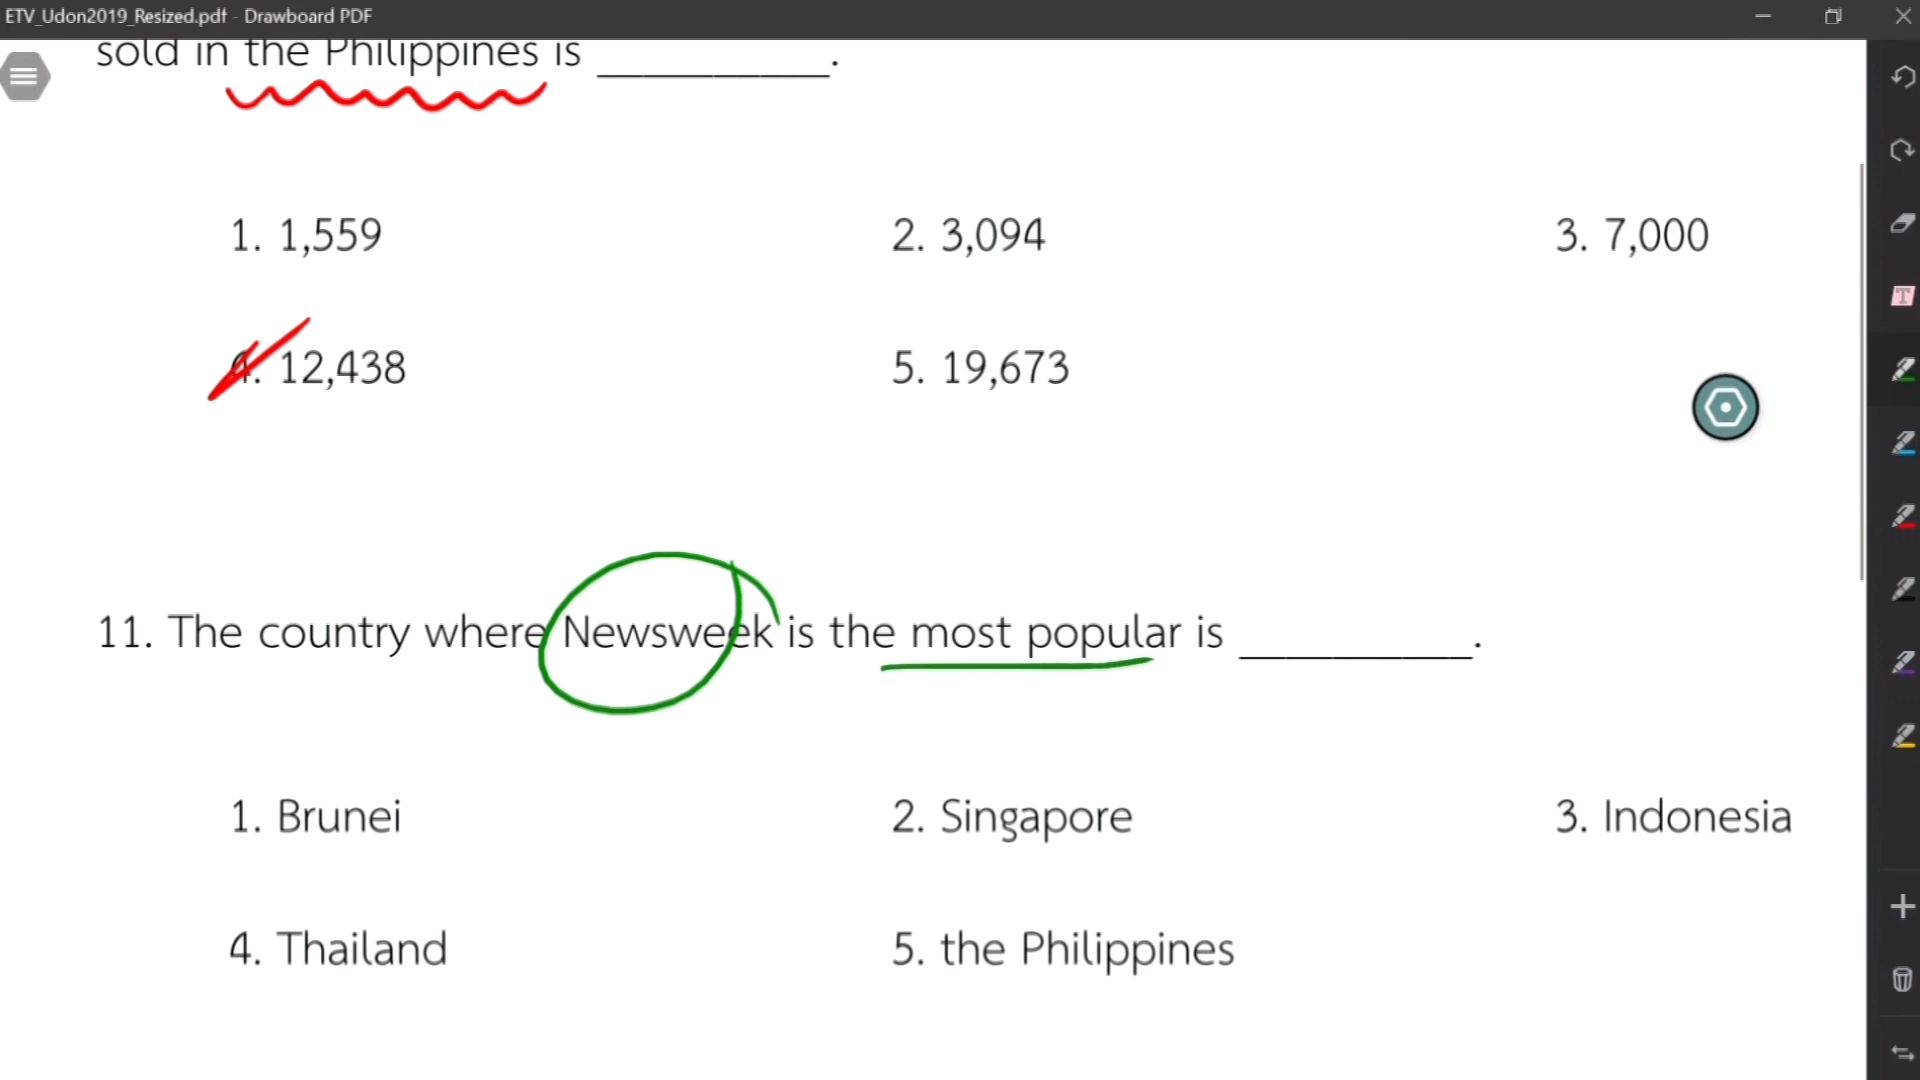 ETV_Udon2019_Resized.pdf - Drawboard PDF
sold in the Philippines is __________.
1. 1,559 2. 3,094 3. 7,000
4. 12,438 5. 19,673
11. The country where Newsweek is the most popular is __________.
1. Brunei 2. Singapore 3. Indonesia
4. Thailand 5. the Philippines